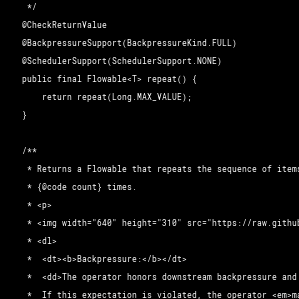 */
@CheckReturnValue
@BackpressureSupport(BackpressureKind.FULL)
@SchedulerSupport(SchedulerSupport.NONE)
public final Flowable<T> repeat() {
return repeat(Long.MAX_VALUE);
}
/**
* Returns a Flowable that repeats the sequence of items
* {@code count} times.
* <p>
* <img width="640" height="310" src="https://raw.github
* <dl>
* <dt><b>Backpressure:</b></dt>
* <dd>The operator honors downstream backpressure and
* If this expectation is violated, the operator <em>ma